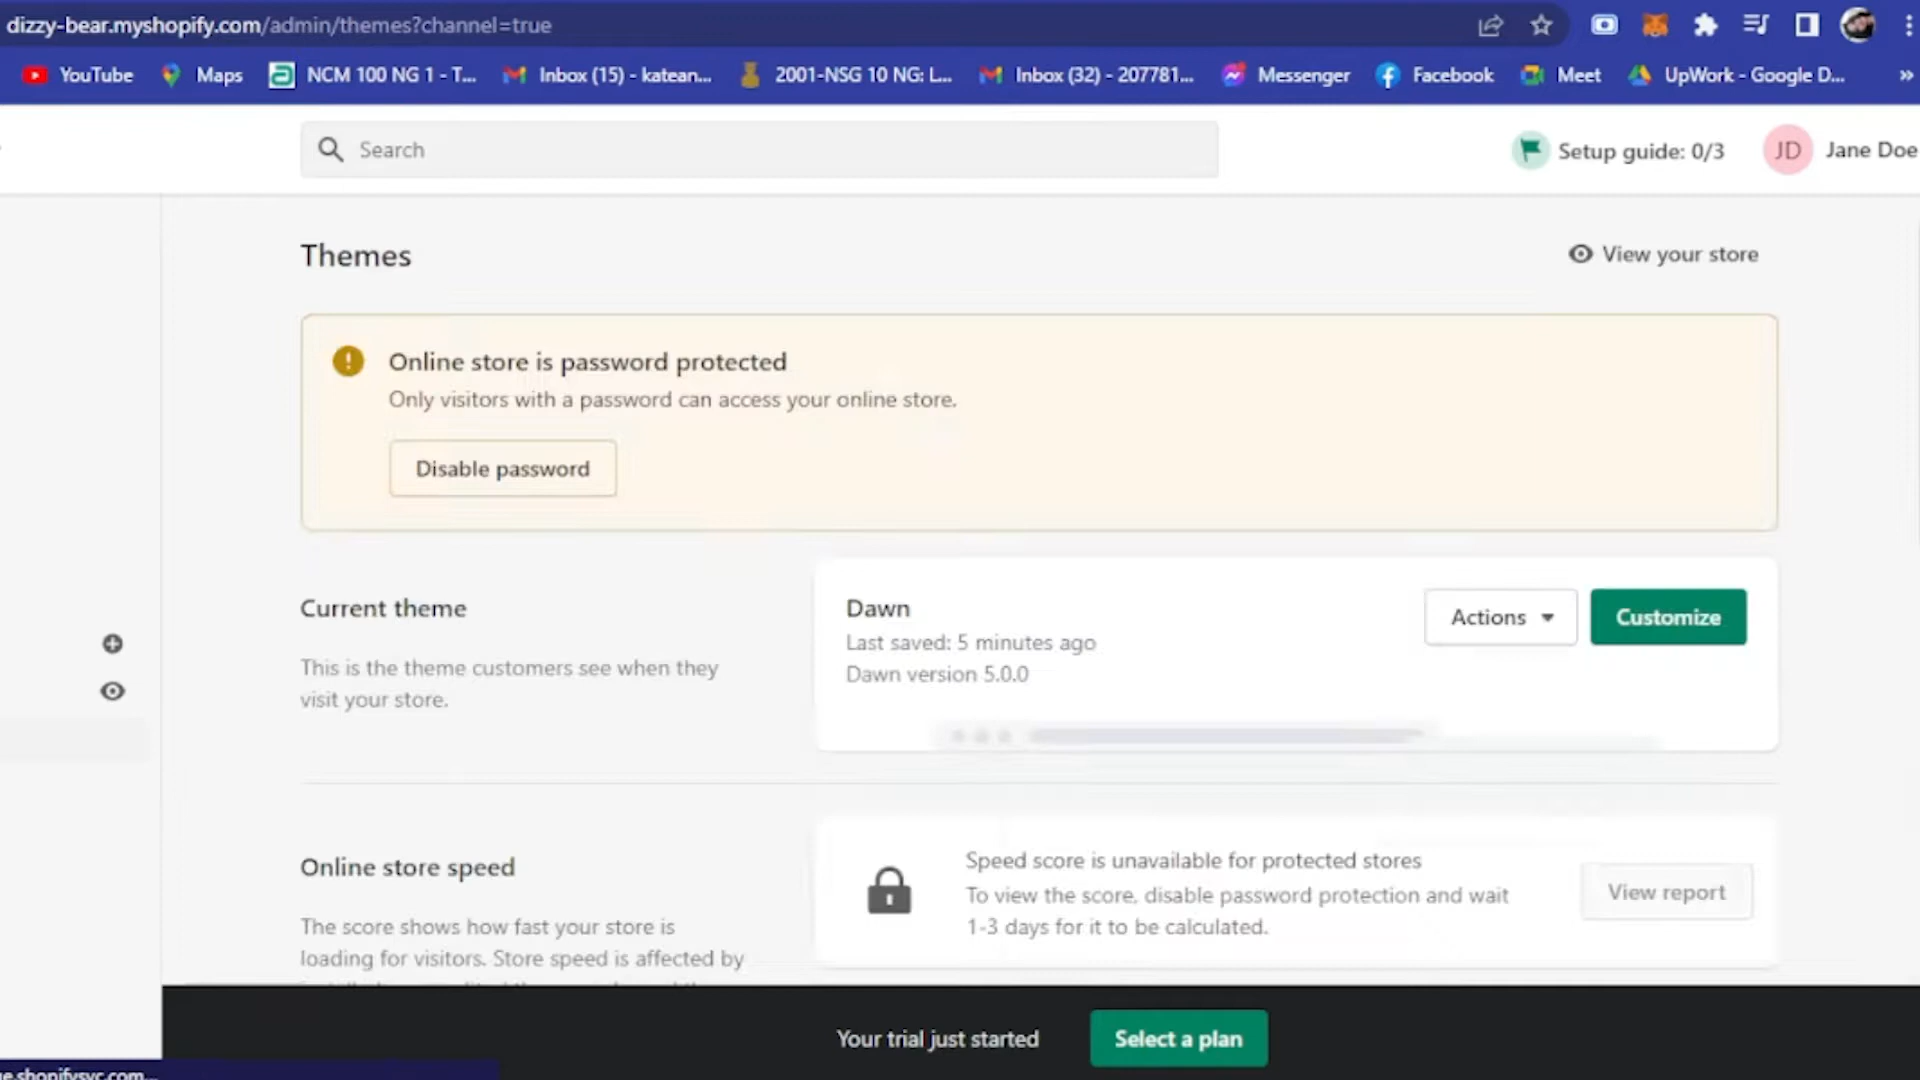 dizzy-bear.myshopify.com/admin/themes?channel=true
YouTube Maps NCM 100 NG 1 - T... Inbox (15) - katean... 2001-NSG 10 NG: L... Inbox (32) - 207781... Messenger Facebook Meet UpWork - Google D... »
Search
Setup guide: 0/3 JD Jane Doe
Themes
View your store
Online store is password protected
Only visitors with a password can access your online store.
Disable password
Current theme
This is the theme customers see when they
visit your store.
Dawn
Last saved: 5 minutes ago
Dawn version 5.0.0
Actions Customize
Online store speed
The score shows how fast your store is
loading for visitors. Store speed is affected by
Speed score is unavailable for protected stores
To view the score, disable password protection and wait
1-3 days for it to be calculated.
View report
Your trial just started Select a plan